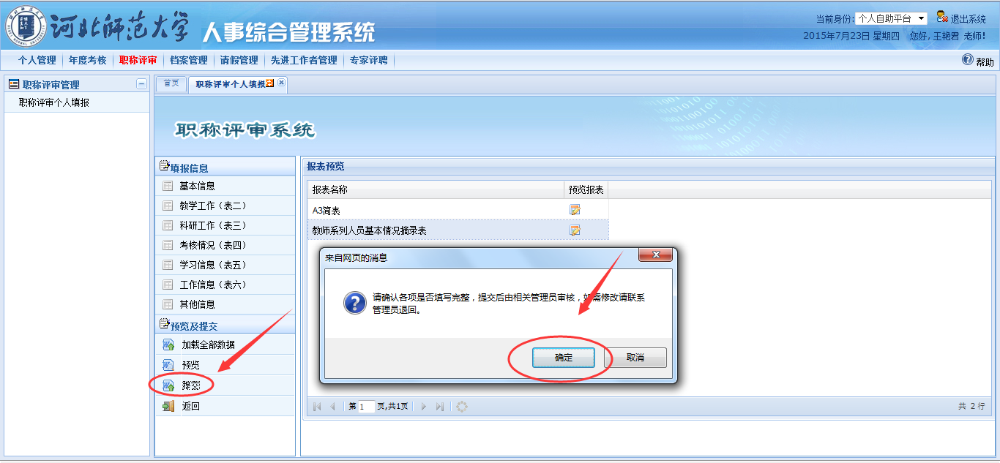 河北师范大学 人事综合管理系统
当前身份: 个人自助平台 退出系统
2015年7月23日 星期四 您好, 王艳君 老师!
个人管理 年度考核 职称评审 档案管理 请假管理 先进工作者管理 专家评聘 帮助
职称评审管理
职称评审个人填报
首页 职称评审个人填报
职称评审系统
填报信息
基本信息
教学工作（表二）
科研工作（表三）
考核情况（表四）
学习信息（表五）
工作信息（表六）
其他信息
预览及提交
加载全部数据
预览
提交
返回
报表预览
报表名称 预览报表
A3简表
教师系列人员基本情况摘录表
来自网页的消息
请确认各项是否填写完整，提交后由相关管理员审核，如需修改请联系
管理员退回。
确定 取消
第 1 页,共1页 共 2 行